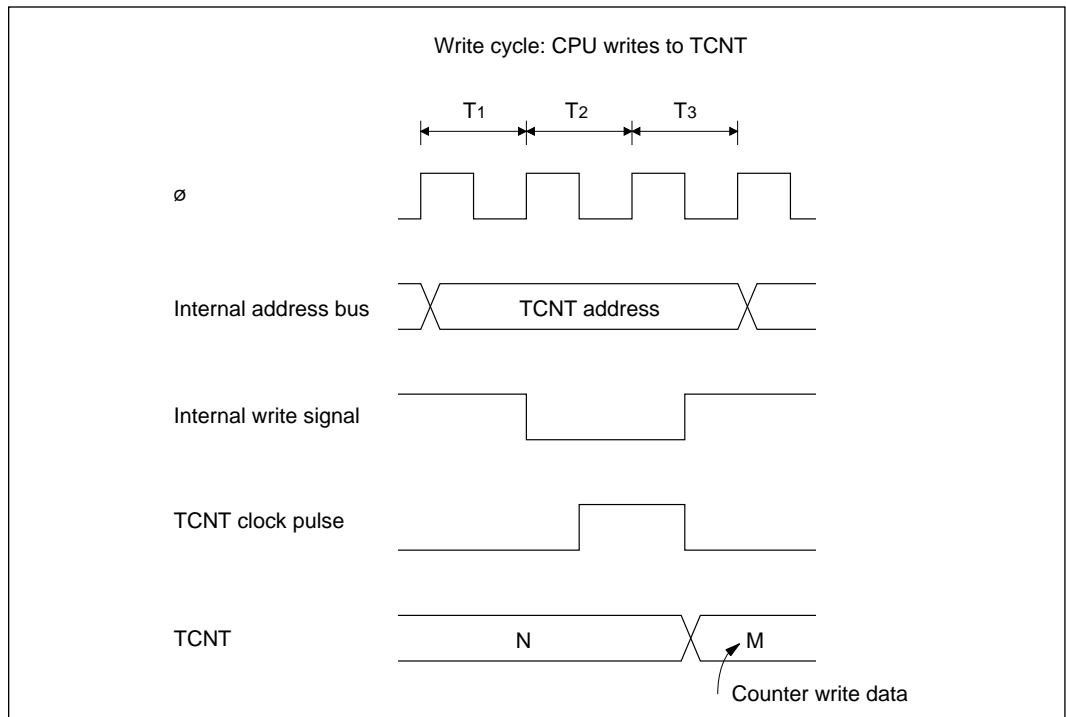 Write cycle: CPU writes to TCNT
T1 T2 T3
ø
Internal address bus
TCNT address
Internal write signal
TCNT clock pulse
TCNT
N
M
Counter write data